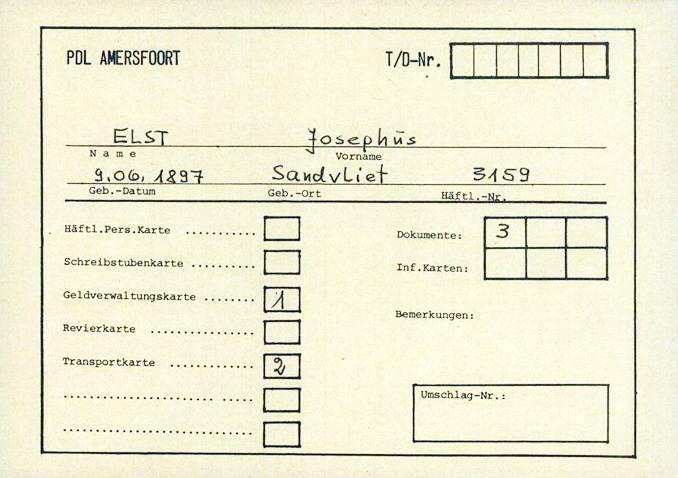 PDL AMERSFOORT T/D-Nr.
ELST Josephus
Name Vorname
9.06.1897 Sandvliet 3159
Geb.-Datum Geb.-Ort Häftl.-Nr.
Häftl.Pers.Karte ...........
Dokumente: 3
Schreibstubenkarte ..........
Inf.Karten:
Geldverwaltungskarte ........ 1
Bemerkungen:
Revierkarte ...............
Transportkarte ............. 2
Umschlag-Nr.: